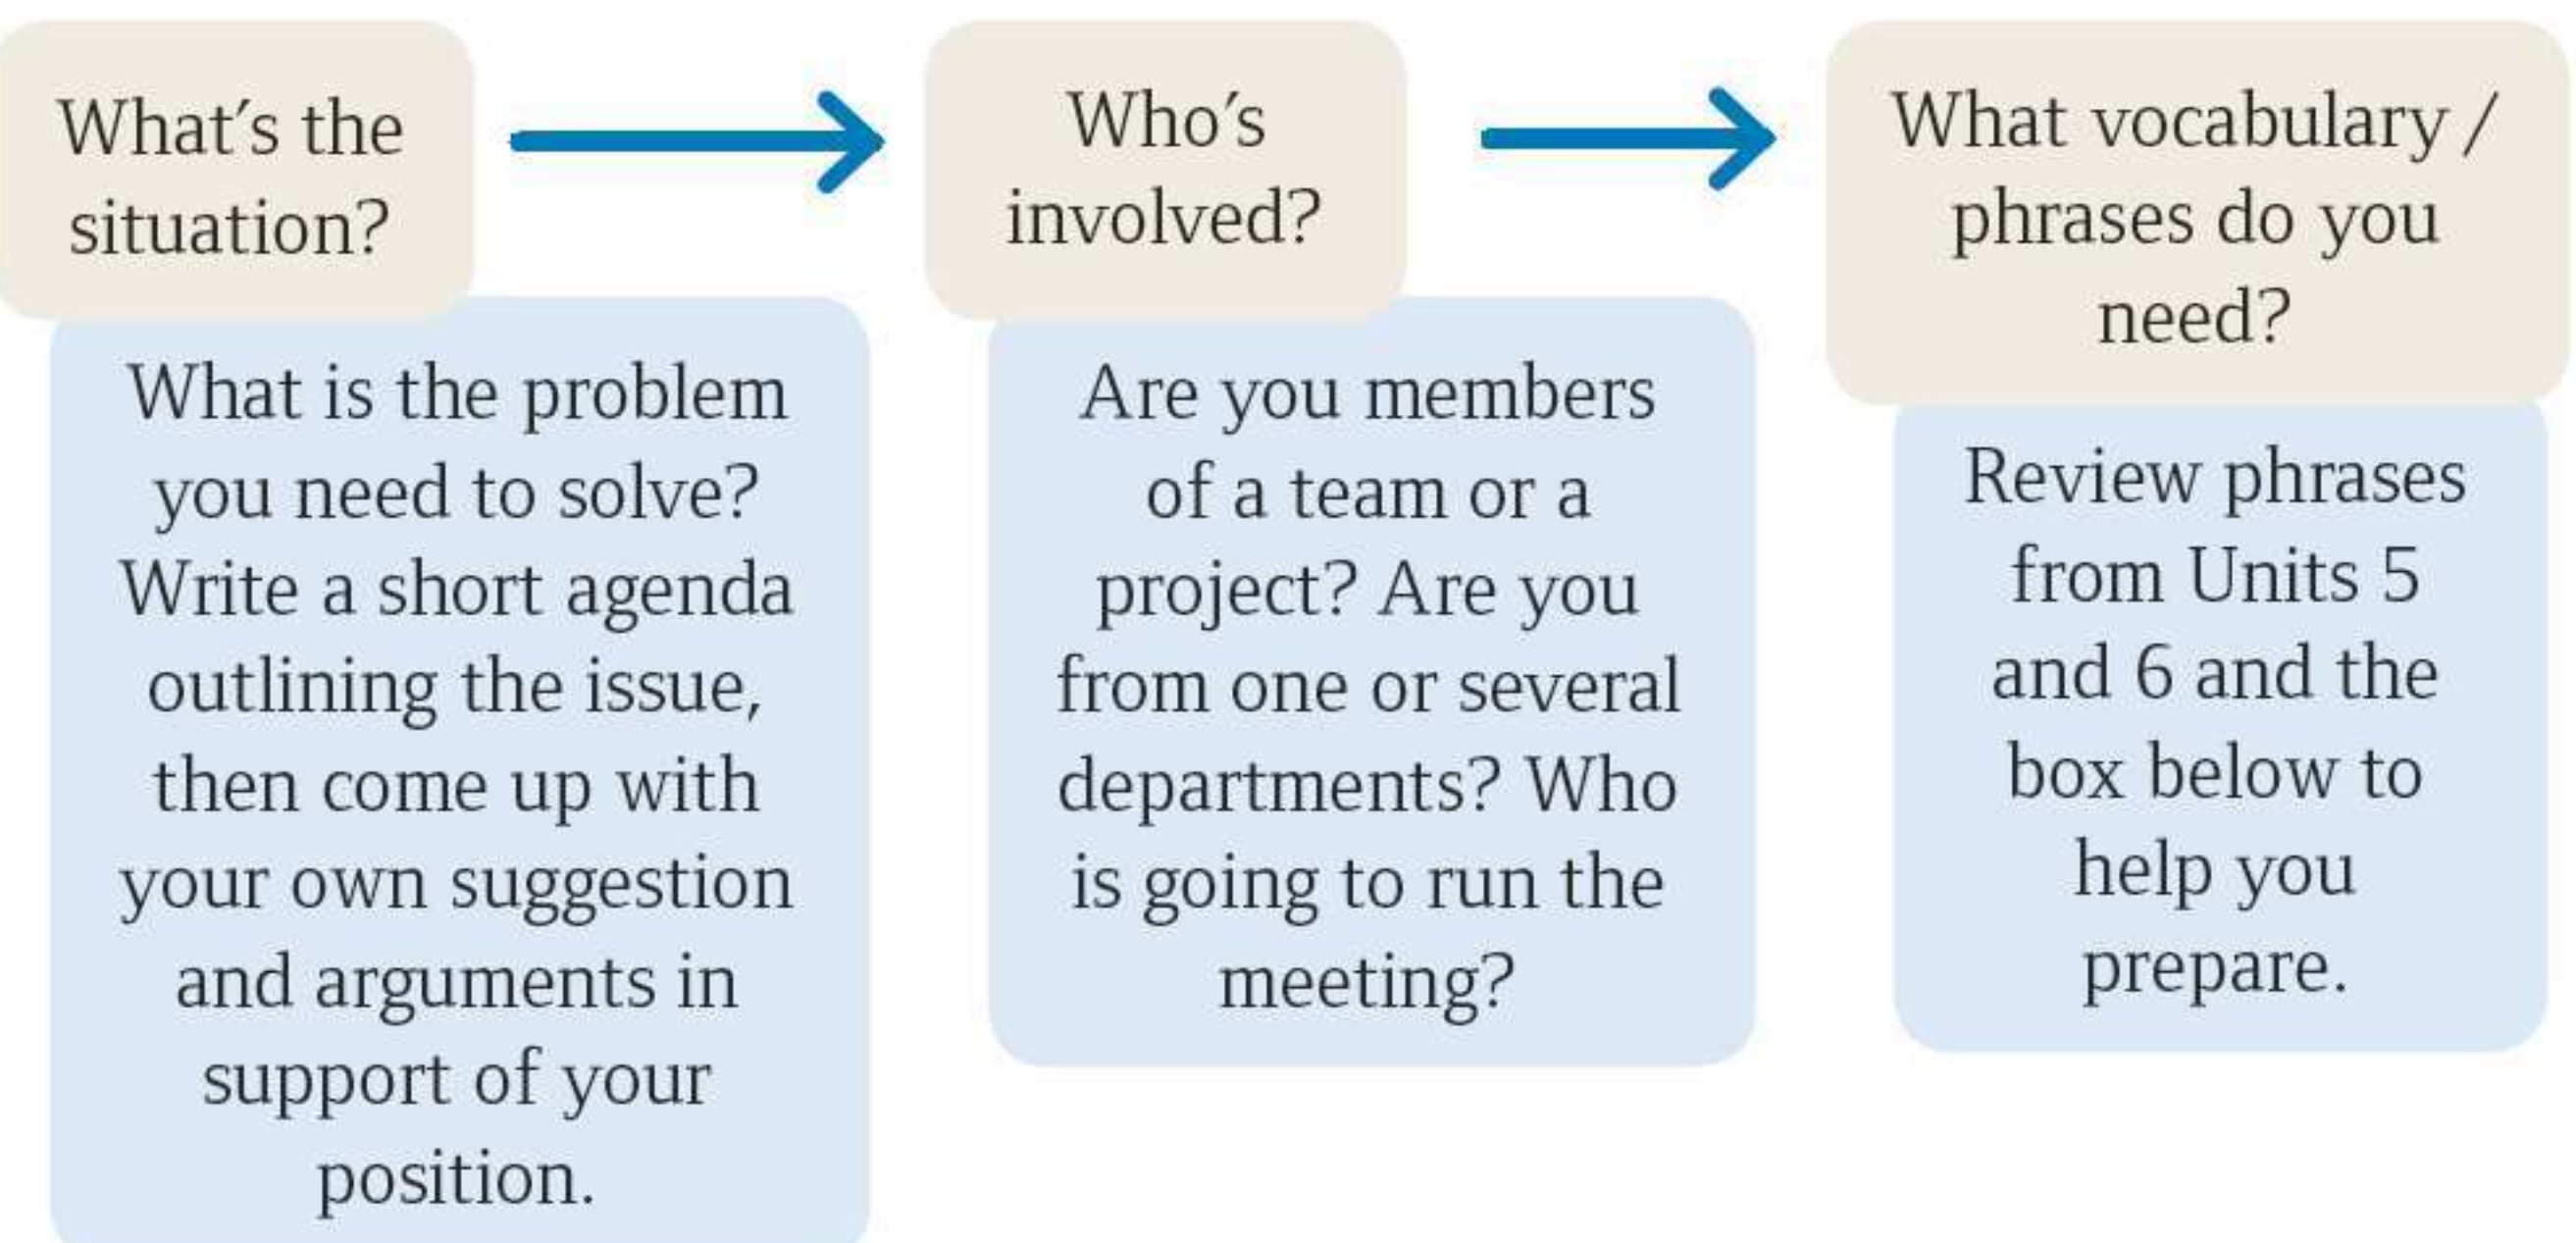 What's the
situation?
What is the problem
you need to solve?
Write a short agenda
outlining the issue,
then come up with
your own suggestion
and arguments in
support of your
position.
Who's
involved?
Are you members
of a team or a
project? Are you
from one or several
departments? Who
is going to run the
meeting?
What vocabulary /
phrases do you
need?
Review phrases
from Units 5
and 6 and the
box below to
help you
prepare.